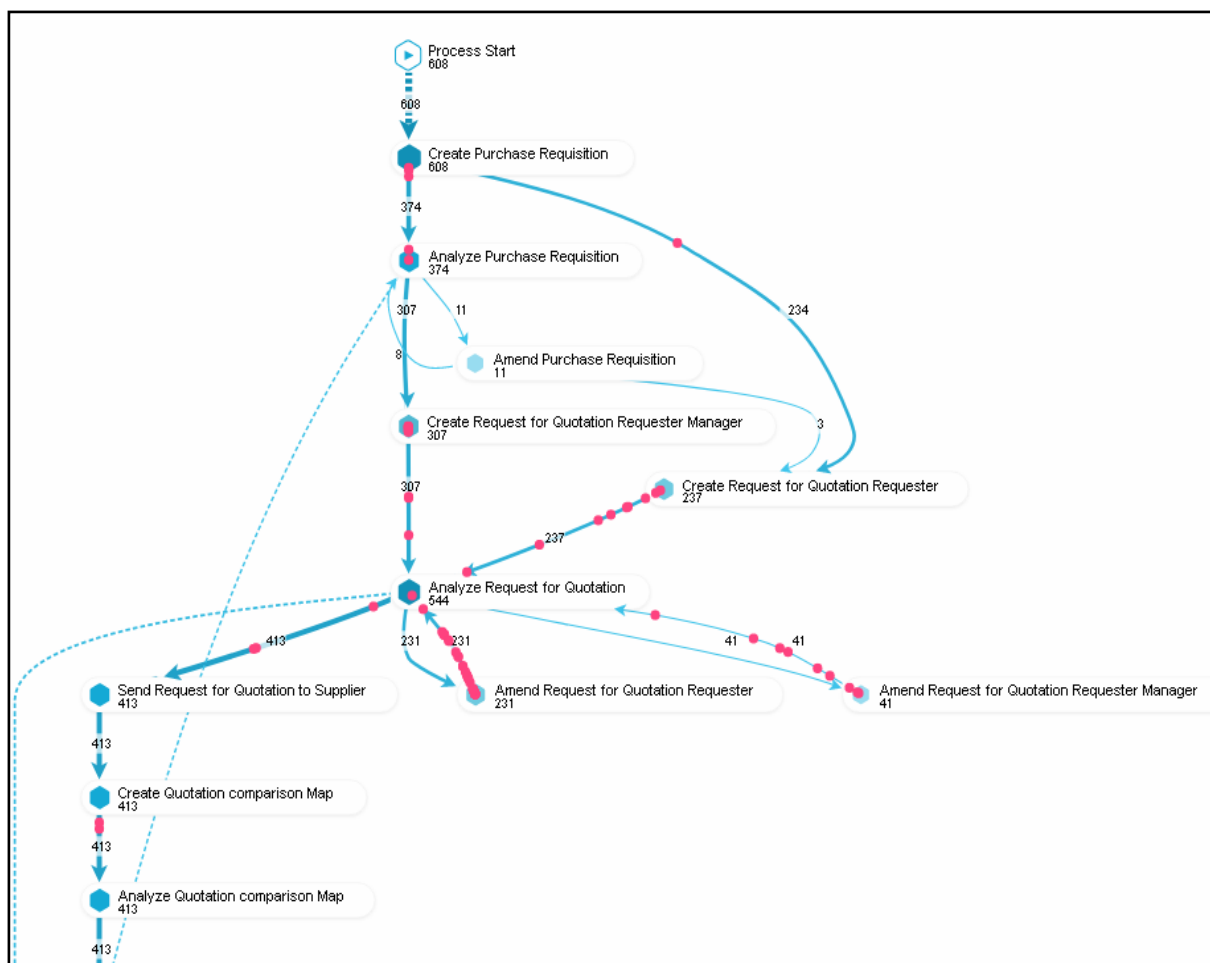 Process Start
608
608
Create Purchase Requisition
608
374
Analyze Purchase Requisition
374
307
11
234
8
Amend Purchase Requisition
11
Create Request for Quotation Requester Manager
307
3
307
Create Request for Quotation Requester
237
237
Analyze Request for Quotation
544
413
231
231
41
41
Send Request for Quotation to Supplier
413
Amend Request for Quotation Requester
231
Amend Request for Quotation Requester Manager
41
413
Create Quotation comparison Map
413
413
Analyze Quotation comparison Map
413
413